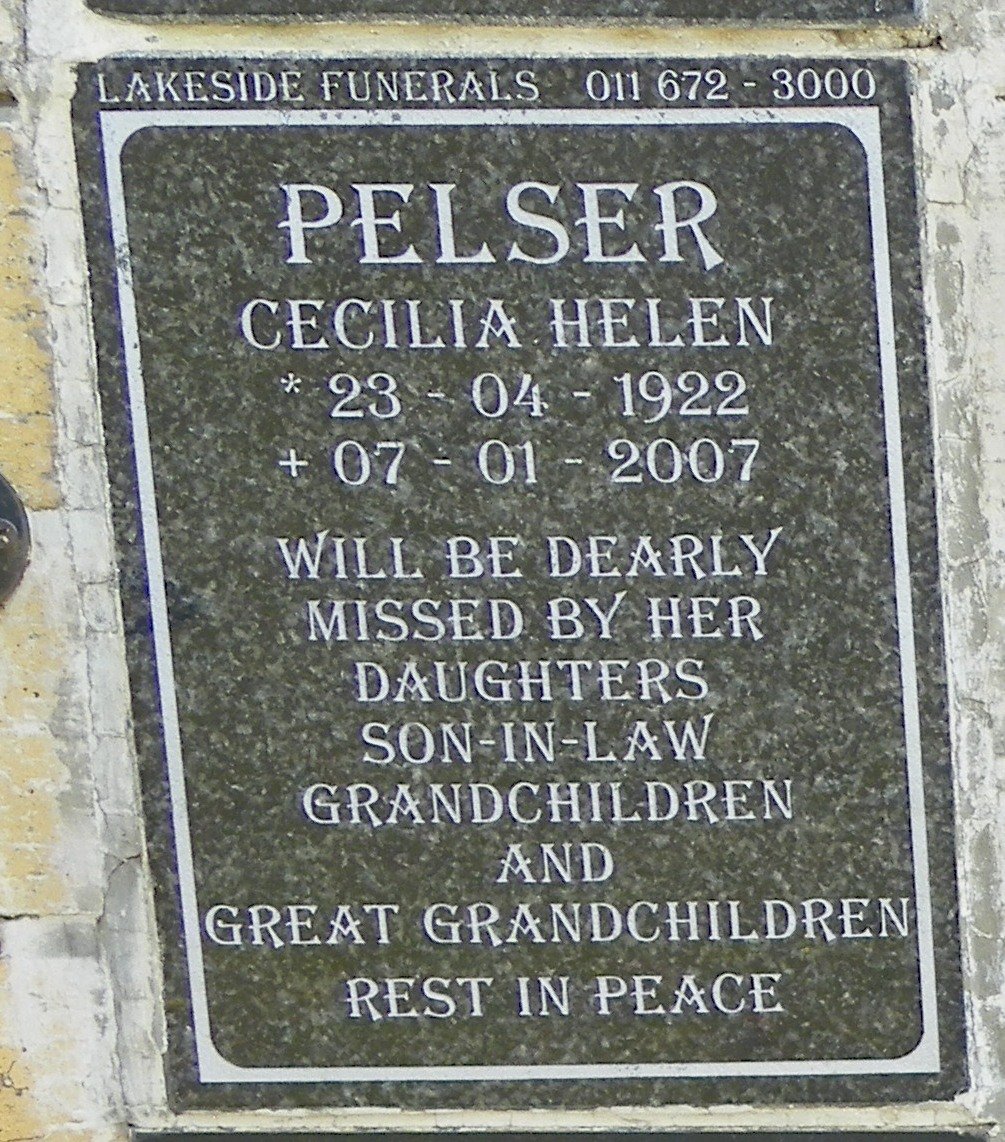 LAKESIDE FUNERALS 011 672 - 3000
PELSER
CECILIA HELEN
* 23 - 04 - 1922
+ 07 - 01 - 2007
WILL BE DEARLY
MISSED BY HER
DAUGHTERS
SON-IN-LAW
GRANDCHILDREN
AND
GREAT GRANDCHILDREN
REST IN PEACE